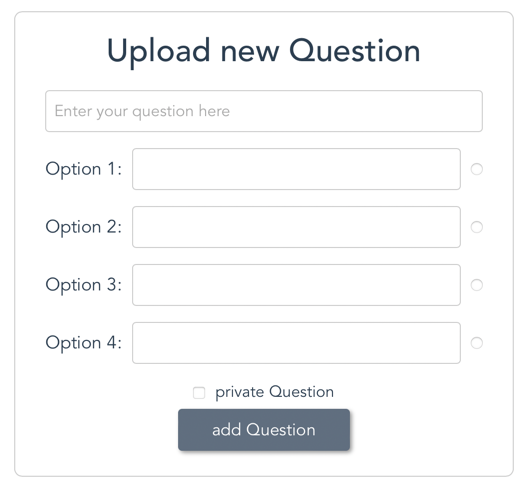 Upload new Question
Enter your question here
Option 1:
Option 2:
Option 3:
Option 4:
private Question
add Question